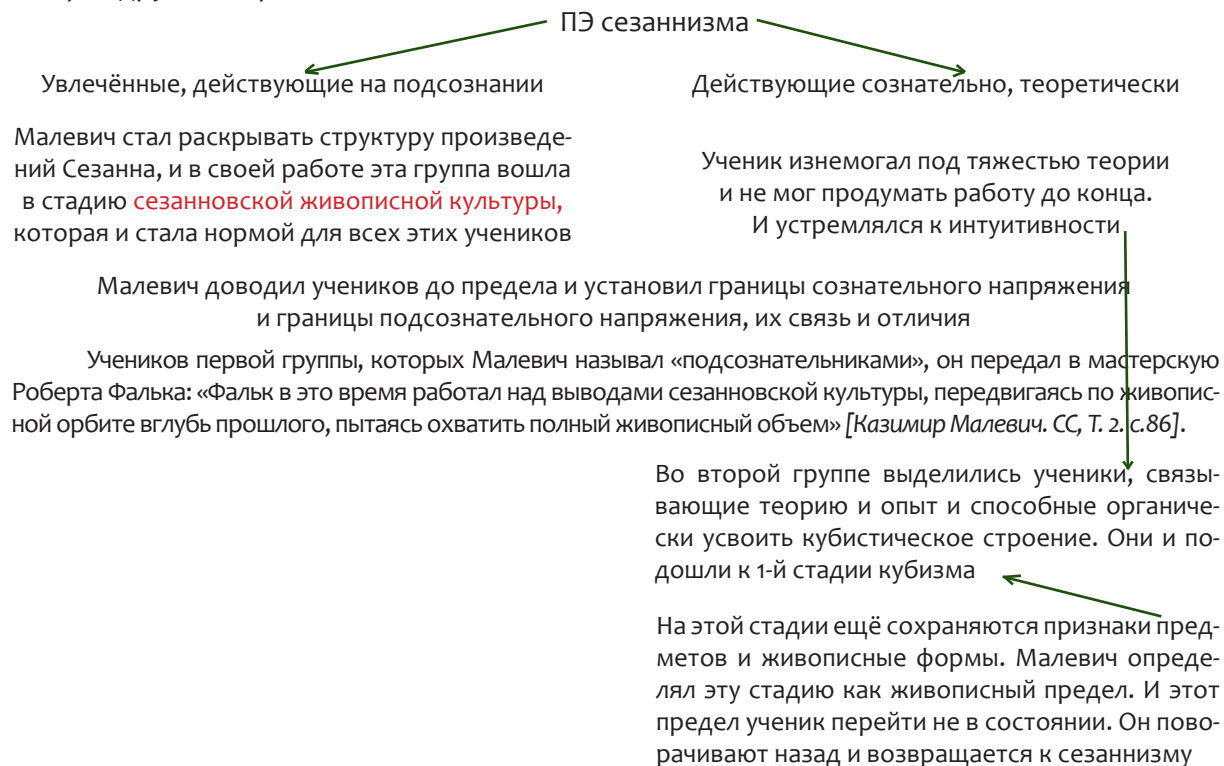 ПЭ сезаннизма
Увлечённые, действующие на подсознании
Действующие сознательно, теоретически
Малевич стал раскрывать структуру произведе-
ний Сезанна, и в своей работе эта группа вошла
в стадию сезанновской живописной культуры,
которая и стала нормой для всех этих учеников
Ученик изнемогал под тяжестью теории
и не мог продумать работу до конца.
И устремлялся к интуитивности
Малевич доводил учеников до предела и установил границы сознательного напряжения
и границы подсознательного напряжения, их связь и отличия
Учеников первой группы, которых Малевич называл «подсознательниками», он передал в мастерскую
Роберта Фалька: «Фальк в это время работал над выводами сезанновской культуры, передвигаясь по живопис-
ной орбите вглубь прошлого, пытаясь охватить полный живописный объем» [Казимир Малевич. СС, Т. 2. с.86].
Во второй группе выделились ученики, связы-
вающие теорию и опыт и способные органиче-
ски усвоить кубистическое строение. Они и по-
дошли к 1-й стадии кубизма
На этой стадии ещё сохраняются признаки пред-
метов и живописные формы. Малевич опреде-
лял эту стадию как живописный предел. И этот
предел ученик перейти не в состоянии. Он пово-
рачивают назад и возвращается к сезаннизму